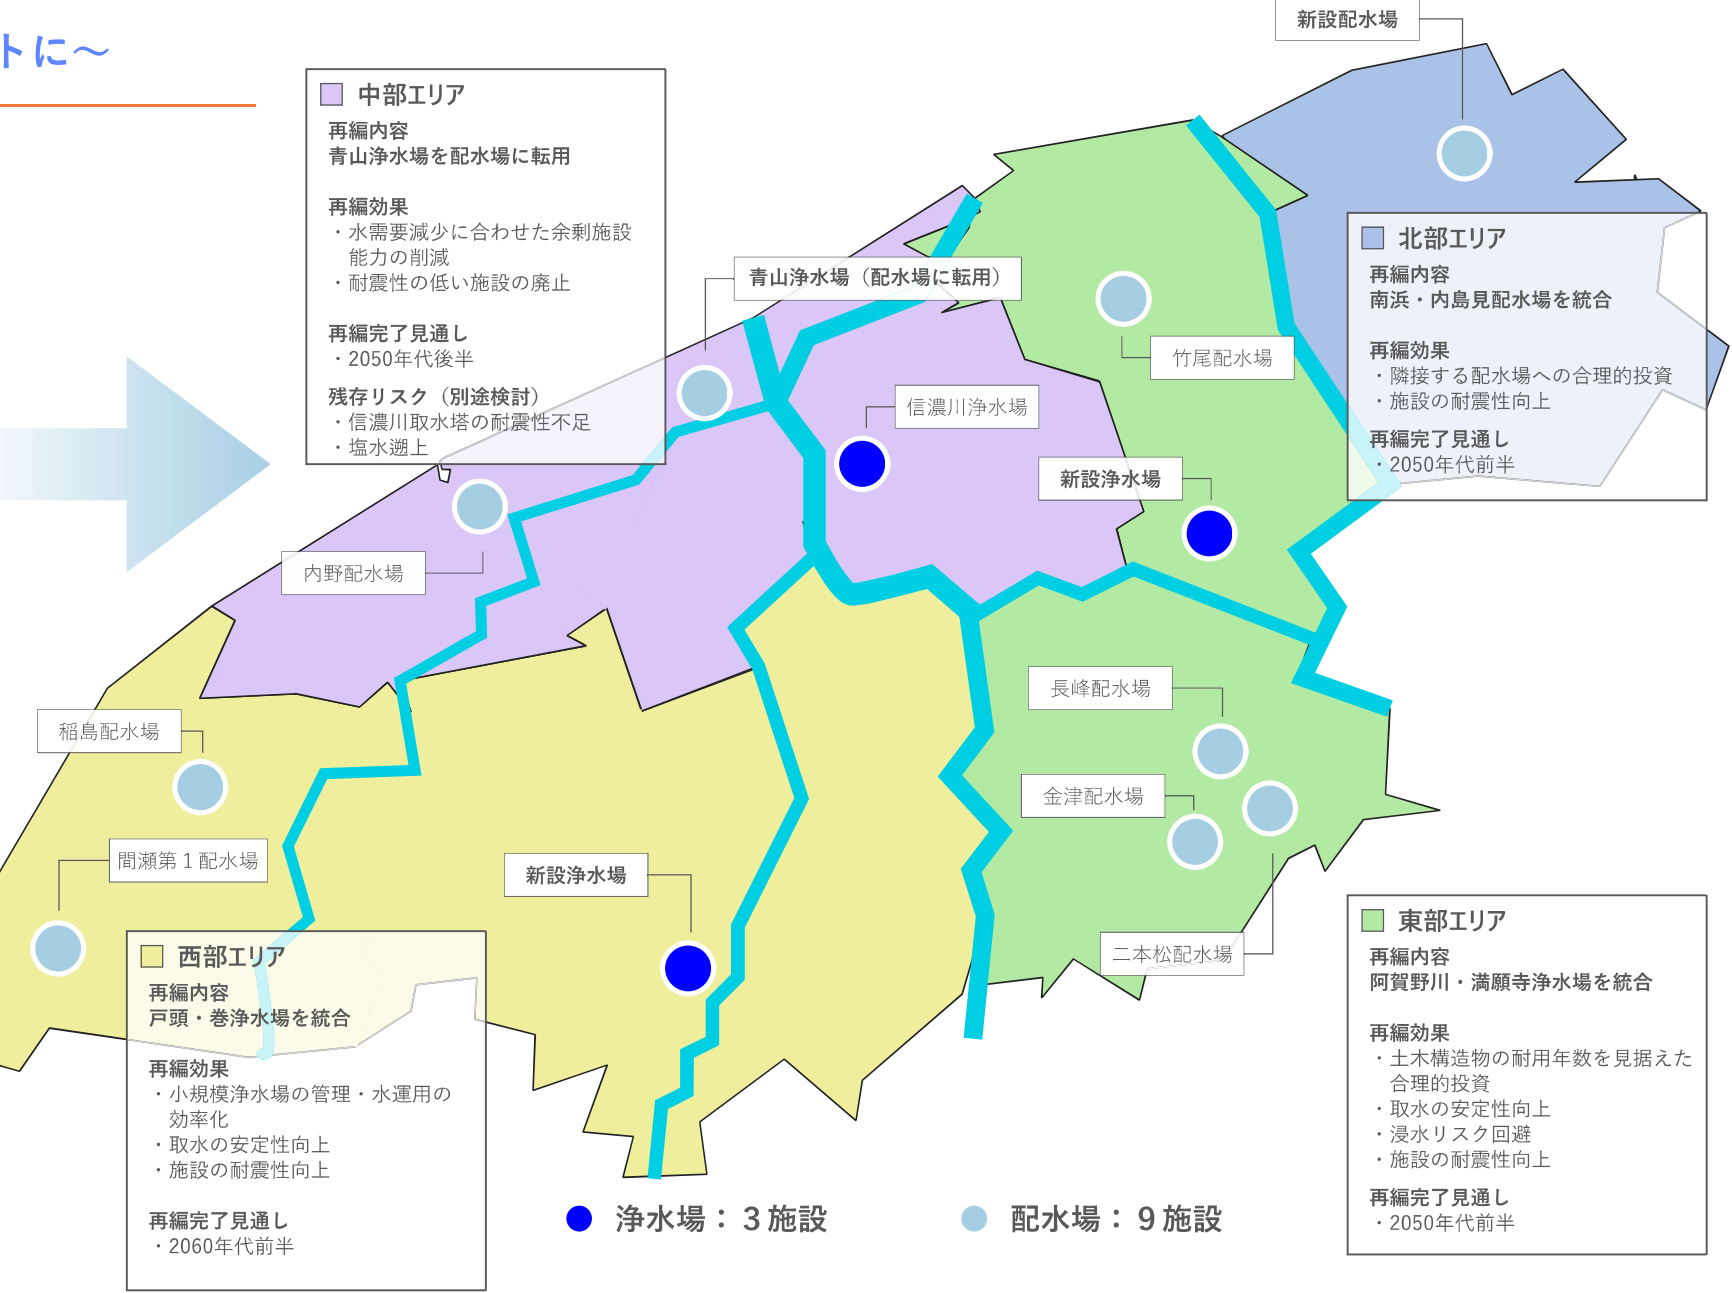 トに～
新設配水場
中部エリア
再編内容
青山浄水場を配水場に転用
再編効果
・水需要減少に合わせた余剰施設
能力の削減
・耐震性の低い施設の廃止
再編完了見通し
・2050年代後半
残存リスク（別途検討）
・信濃川取水塔の耐震性不足
・塩水遡上
青山浄水場（配水場に転用）
北部エリア
再編内容
南浜・内島見配水場を統合
再編効果
・隣接する配水場への合理的投資
・施設の耐震性向上
再編完了見通し
・2050年代前半
竹尾配水場
信濃川浄水場
新設浄水場
内野配水場
長峰配水場
稲島配水場
金津配水場
間瀬第１配水場
新設浄水場
二本松配水場
西部エリア
再編内容
戸頭・巻浄水場を統合
再編効果
・小規模浄水場の管理・水運用の
効率化
・取水の安定性向上
・施設の耐震性向上
再編完了見通し
・2060年代前半
東部エリア
再編内容
阿賀野川・満願寺浄水場を統合
再編効果
・土木構造物の耐用年数を見据えた
合理的投資
・取水の安定性向上
・浸水リスク回避
・施設の耐震性向上
再編完了見通し
・2050年代前半
浄水場：３施設
配水場：９施設